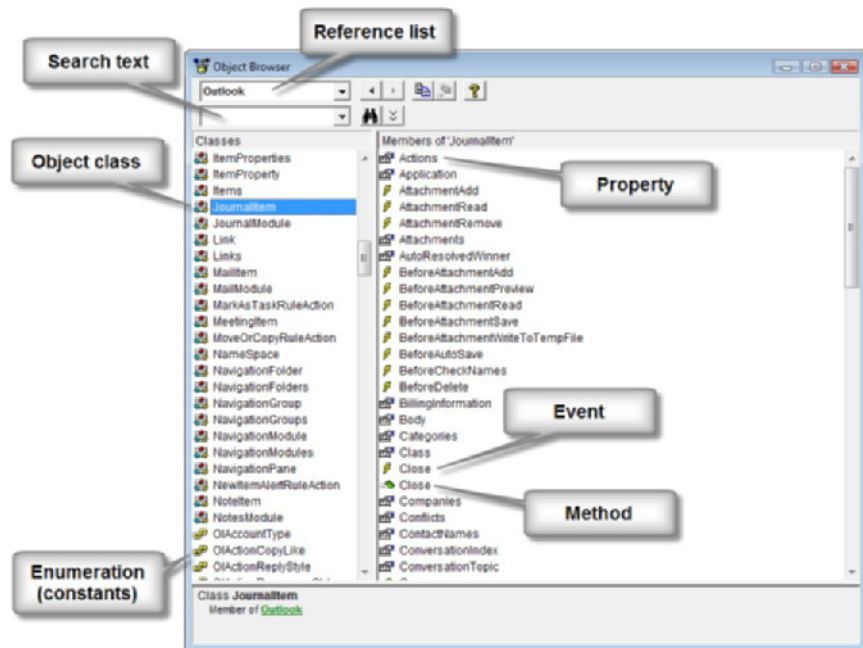 Reference list
Search text
Object Browser
Outlook
Classes
Members of 'JournalItem'
Object class
Property
ItemProperties
ItemProperty
Items
JournalItem
JournalModule
Link
Links
MailItem
MailModule
MarkAsTaskRuleAction
MeetingItem
MoveOrCopyRuleAction
NameSpace
NavigationFolder
NavigationFolders
NavigationGroup
NavigationGroups
NavigationModule
NavigationModules
NavigationPane
NewItemAlertRuleAction
NoteItem
NotesModule
OlAccountType
OlActionCopyLike
OlActionReplyStyle
Actions
Application
AttachmentAdd
AttachmentRead
AttachmentRemove
Attachments
AutoResolvedWinner
BeforeAttachmentAdd
BeforeAttachmentPreview
BeforeAttachmentRead
BeforeAttachmentSave
BeforeAttachmentWriteToTempFile
BeforeAutoSave
BeforeCheckNames
BeforeDelete
BillingInformation
Body
Categories
Class
Close
Close
Companies
Conflicts
ContactNames
ConversationIndex
ConversationTopic
Event
Method
Enumeration
(constants)
Class JournalItem
Member of Outlook